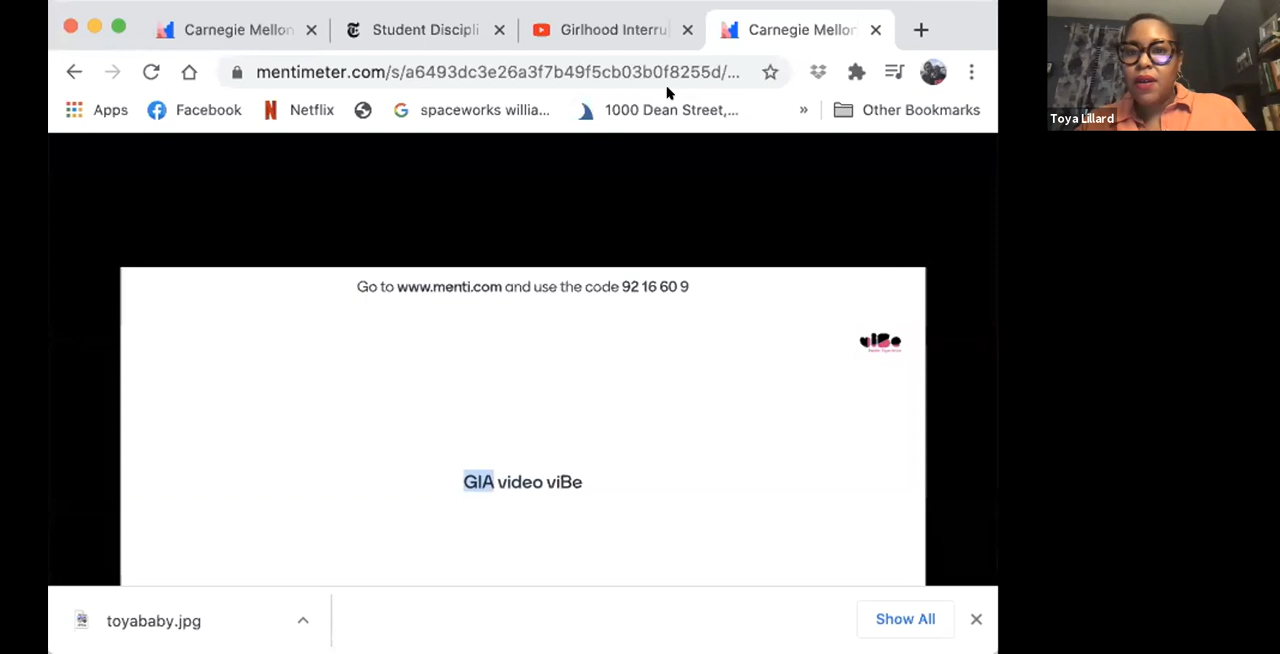 Carnegie Mellon
Student Discipli
Girlhood Interru
Carnegie Mellon
mentimeter.com/s/a6493dc3e26a3f7b49f5cb03b0f8255d/...
Apps
Facebook
Netflix
spaceworks willia...
1000 Dean Street,...
»
Other Bookmarks
Toya Lillard
Go to www.menti.com and use the code 92 16 60 9
viBe
GIA video viBe
toyababy.jpg
Show All